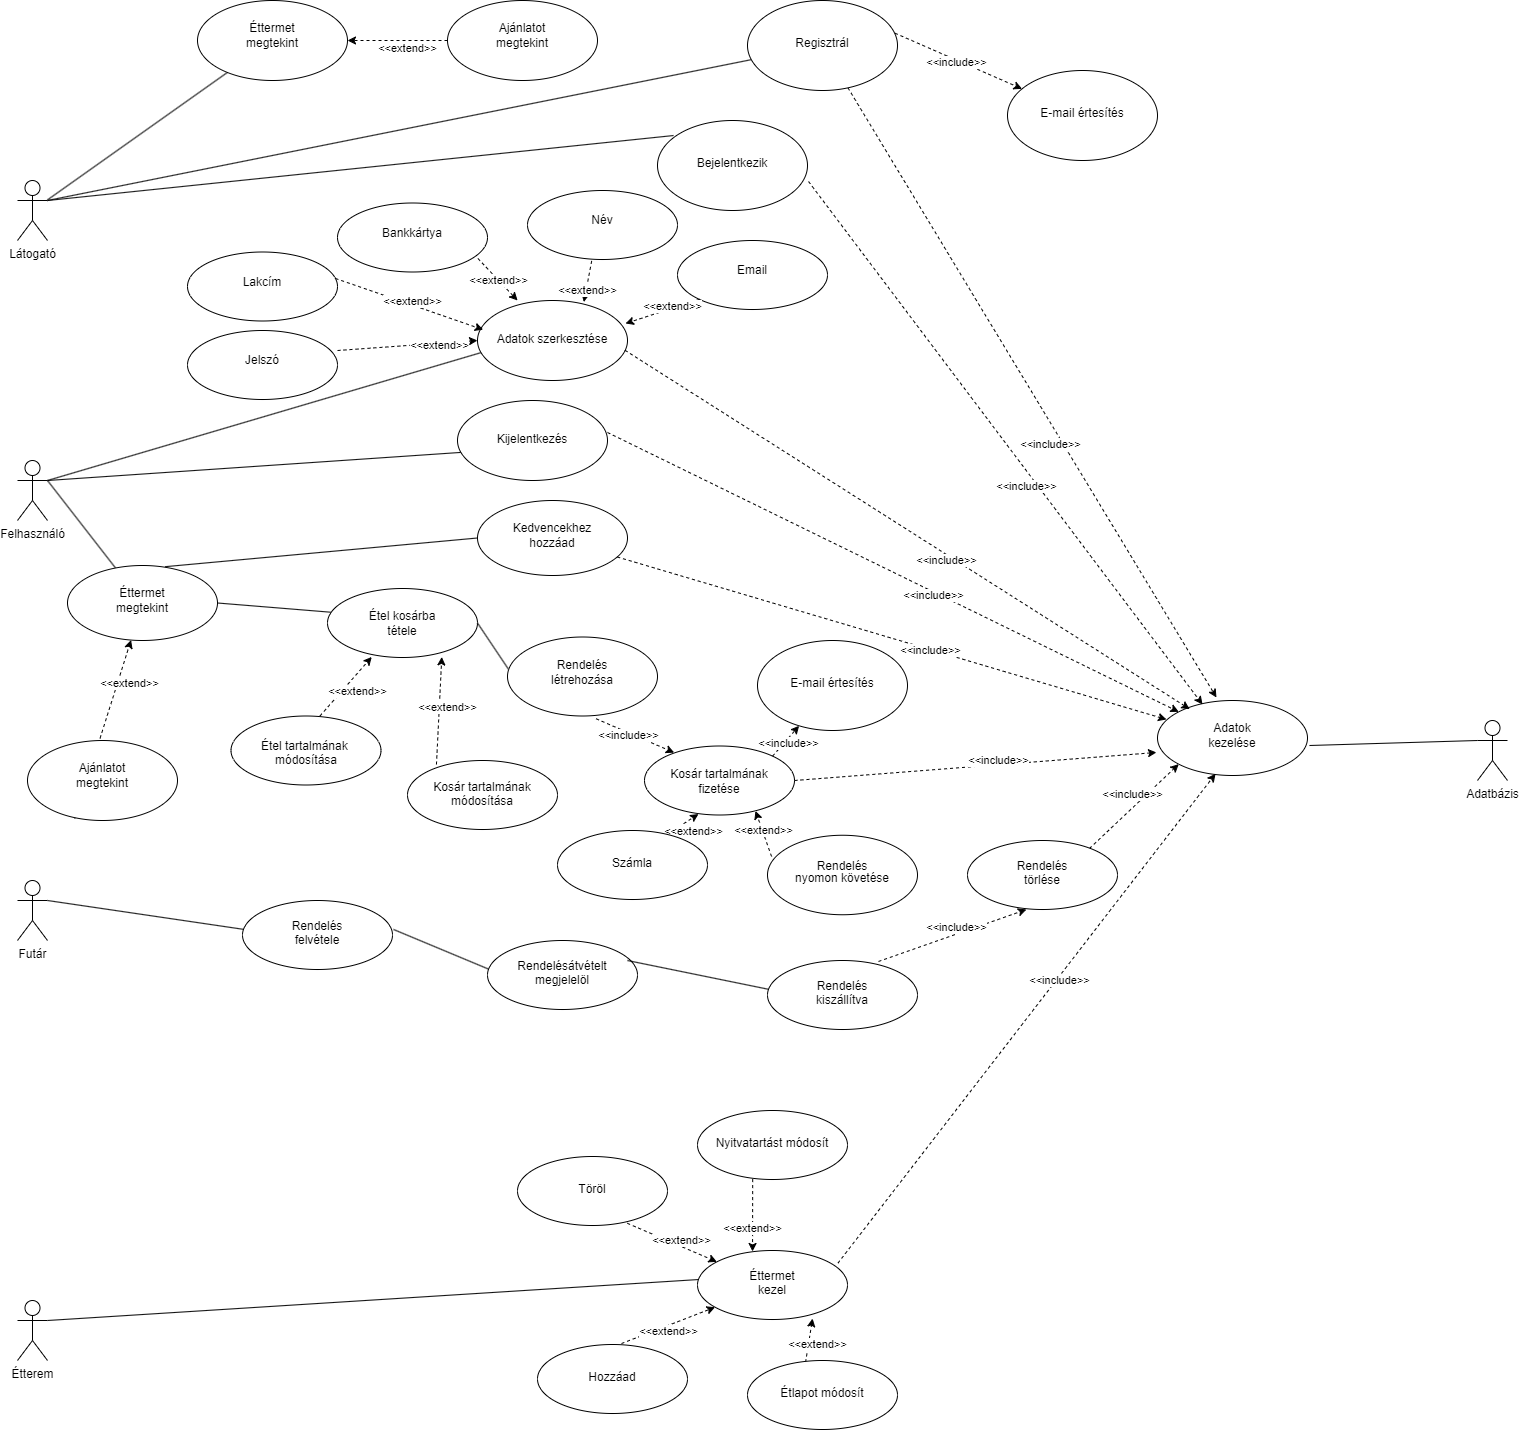 Éttermet
megtekint
<<extend>>
Ajánlatot
megtekint
Regisztrál
<<include>>
E-mail értesítés
Bejelentkezik
Látogató
Bankkártya
Név
Lakcím
Email
<<extend>>
<<extend>>
<<extend>>
<<extend>>
Jelszó
<<extend>>
Adatok szerkesztése
Kijelentkezés
<<include>>
<<include>>
Felhasználó
Kedvencekhez
hozzáad
<<include>>
<<include>>
<<include>>
Éttermet
megtekint
Étel kosárba
tétele
<<extend>>
<<extend>>
<<extend>>
Rendelés
létrehozása
<<include>>
E-mail értesítés
<<include>>
<<include>>
Ajánlatot
megtekint
Étel tartalmának
módosítása
Kosár tartalmának
módosítása
Kosár tartalmának
fizetése
Adatok
kezelése
Adatbázis
<<include>>
<<extend>>
<<extend>>
Számla
Rendelés
nyomon követése
Rendelés
törlése
Futár
Rendelés
felvétele
Rendelésátvételt
megjelelöl
Rendelés
kiszállítva
<<include>>
<<include>>
Nyitvatartást módosít
Töröl
<<extend>>
<<extend>>
Éttermet
kezel
Étterem
<<extend>>
<<extend>>
Hozzáad
Étlapot módosít